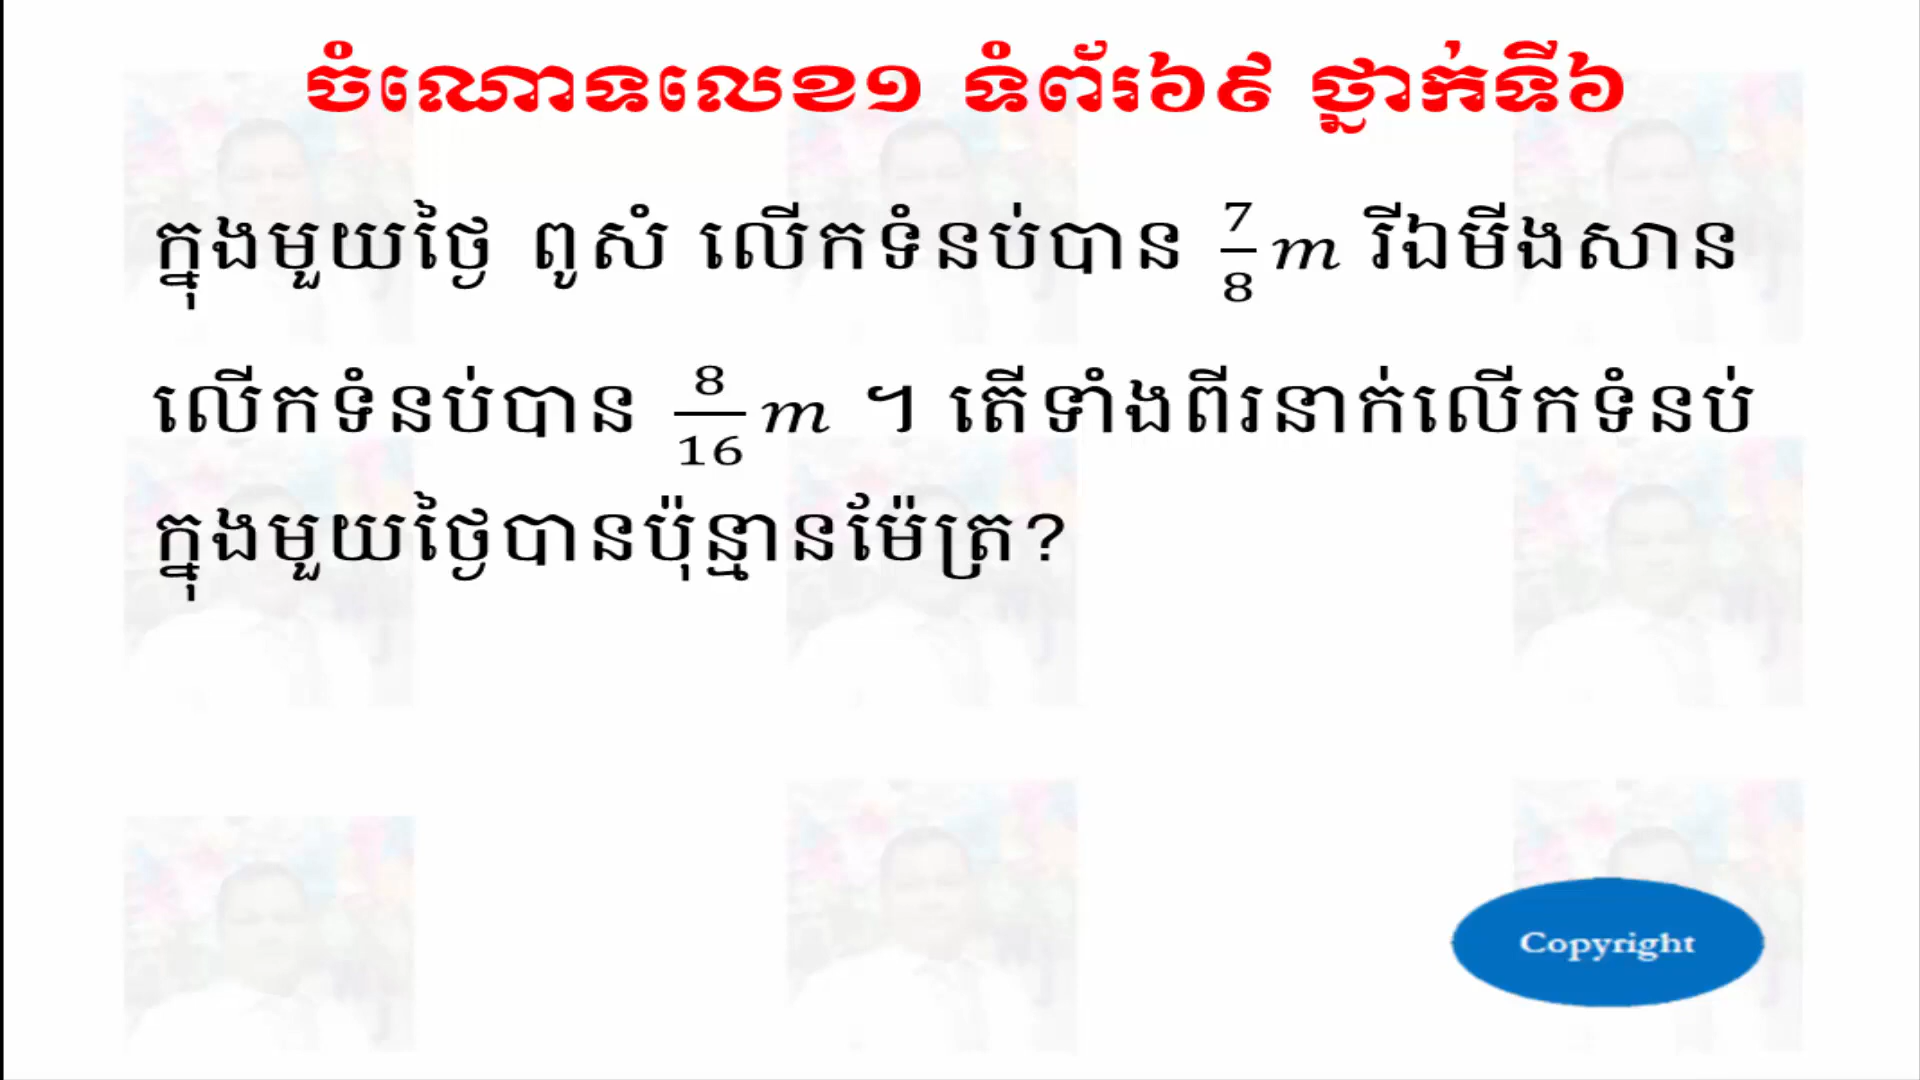 ចំណោទលេខ១ ទំព័រ៦៩ ថ្នាក់ទី៦
ក្នុងមួយថ្ងៃ ពូសំ លើកទំនប់បាន 7/8 m រីឯមីងសាន
លើកទំនប់បាន 8/16 m ។ តើទាំងពីរនាក់លើកទំនប់
ក្នុងមួយថ្ងៃបានប៉ុន្មានម៉ែត្រ?
Copyright